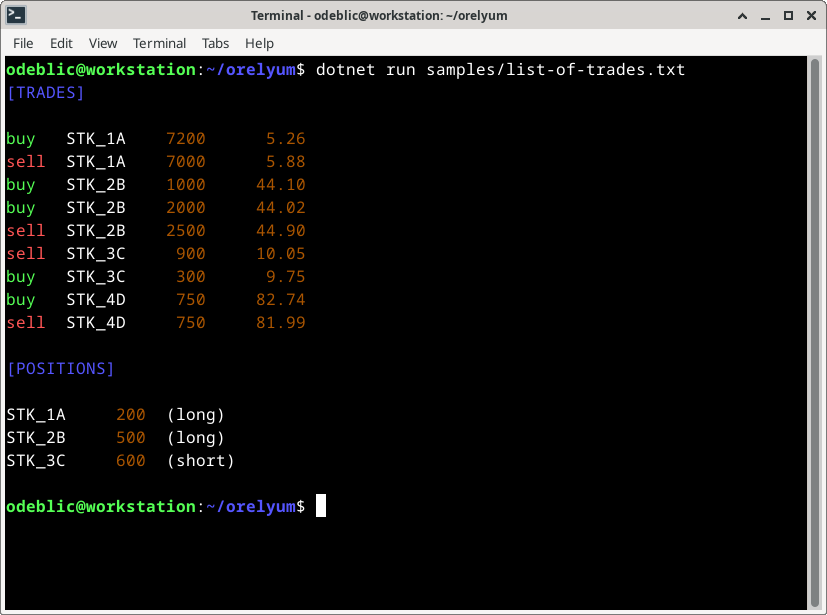 Terminal - odeblic@workstation: ~/orelyum
File Edit View Terminal Tabs Help
odeblic@workstation:~/orelyum$ dotnet run samples/list-of-trades.txt
[TRADES]
buy STK_1A 7200 5.26
sell STK_1A 7000 5.88
buy STK_2B 1000 44.10
buy STK_2B 2000 44.02
sell STK_2B 2500 44.90
sell STK_3C 900 10.05
buy STK_3C 300 9.75
buy STK_4D 750 82.74
sell STK_4D 750 81.99
[POSITIONS]
STK_1A 200 (long)
STK_2B 500 (long)
STK_3C 600 (short)
odeblic@workstation:~/orelyum$